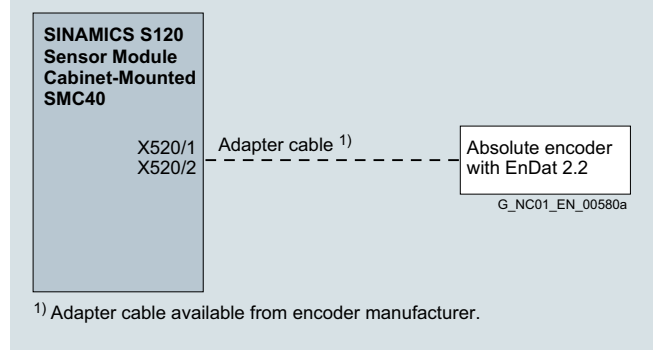 SINAMICS S120
Sensor Module
Cabinet-Mounted
SMC40
X520/1
X520/2
Adapter cable 1)
Absolute encoder
with EnDat 2.2
G_NC01_EN_00580a
1) Adapter cable available from encoder manufacturer.